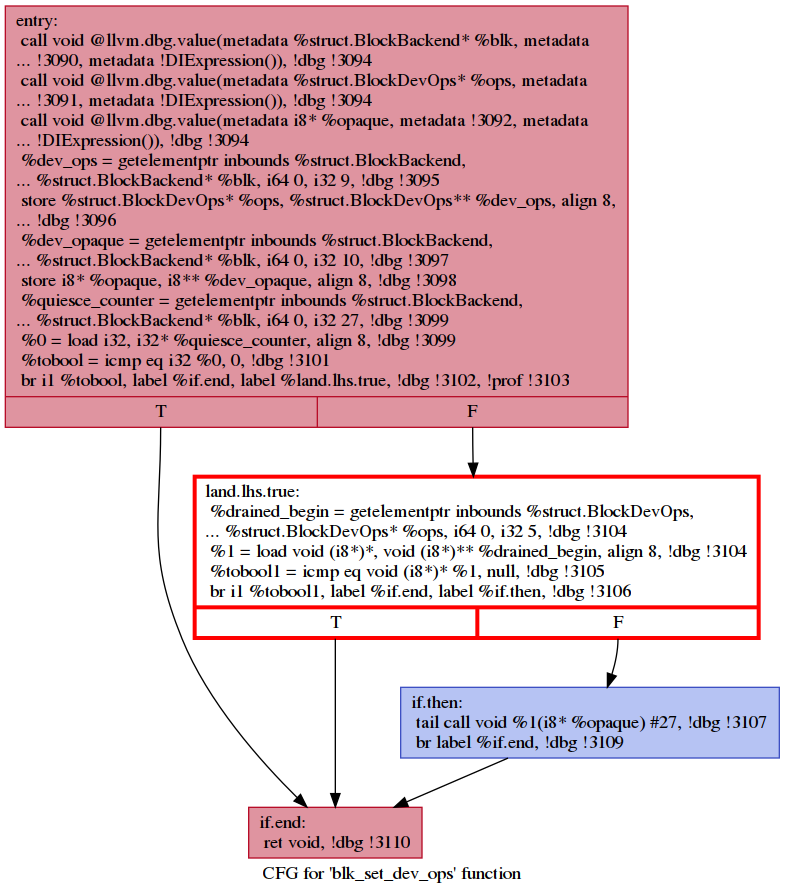 entry:
call void @llvm.dbg.value(metadata %struct.BlockBackend* %blk, metadata
... !3090, metadata !DIExpression()), !dbg !3094
call void @llvm.dbg.value(metadata %struct.BlockDevOps* %ops, metadata
... !3091, metadata !DIExpression()), !dbg !3094
call void @llvm.dbg.value(metadata i8* %opaque, metadata !3092, metadata
... !DIExpression()), !dbg !3094
%dev_ops = getelementptr inbounds %struct.BlockBackend,
... %struct.BlockBackend* %blk, i64 0, i32 9, !dbg !3095
store %struct.BlockDevOps* %ops, %struct.BlockDevOps** %dev_ops, align 8,
... !dbg !3096
%dev_opaque = getelementptr inbounds %struct.BlockBackend,
... %struct.BlockBackend* %blk, i64 0, i32 10, !dbg !3097
store i8* %opaque, i8** %dev_opaque, align 8, !dbg !3098
%quiesce_counter = getelementptr inbounds %struct.BlockBackend,
... %struct.BlockBackend* %blk, i64 0, i32 27, !dbg !3099
%0 = load i32, i32* %quiesce_counter, align 8, !dbg !3099
%tobool = icmp eq i32 %0, 0, !dbg !3101
br i1 %tobool, label %if.end, label %land.lhs.true, !dbg !3102, !prof !3103
T F
land.lhs.true:
%drained_begin = getelementptr inbounds %struct.BlockDevOps,
... %struct.BlockDevOps* %ops, i64 0, i32 5, !dbg !3104
%1 = load void (i8*)*, void (i8*)** %drained_begin, align 8, !dbg !3104
%tobool1 = icmp eq void (i8*)* %1, null, !dbg !3105
br i1 %tobool1, label %if.end, label %if.then, !dbg !3106
T F
if.then:
tail call void %1(i8* %opaque) #27, !dbg !3107
br label %if.end, !dbg !3109
if.end:
ret void, !dbg !3110
CFG for 'blk_set_dev_ops' function